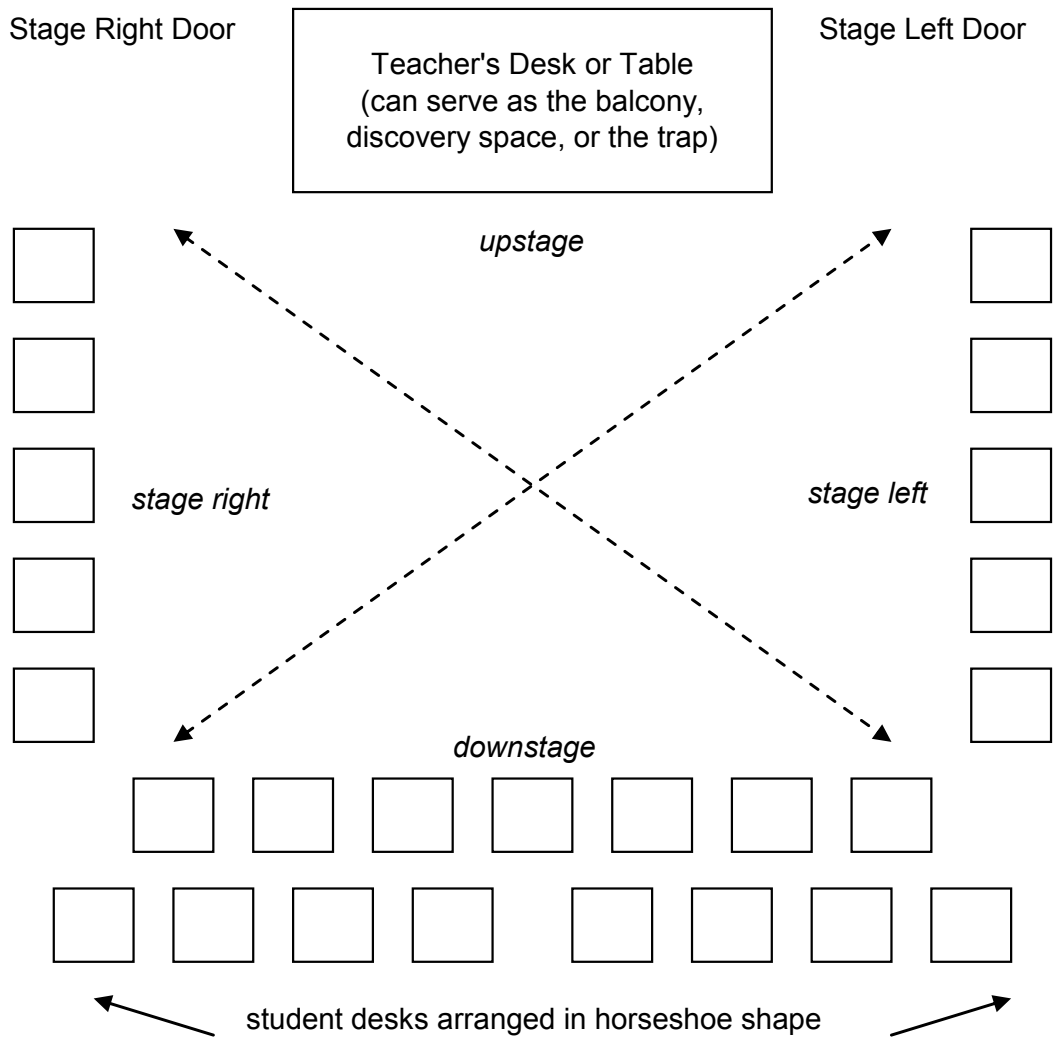 Stage Right Door
Stage Left Door
Teacher's Desk or Table
(can serve as the balcony,
discovery space, or the trap)
upstage
stage right
stage left
downstage
student desks arranged in horseshoe shape